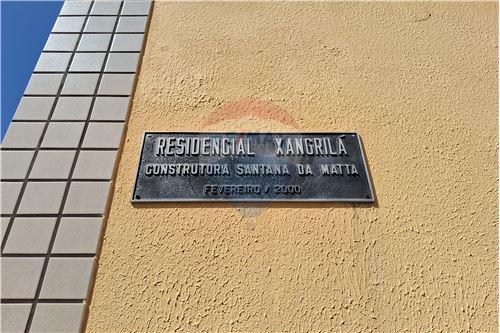 RESIDENCIAL XANGRILÁ
CONSTRUTORA SANTANA DA MATTA
FEVEREIRO / 2000